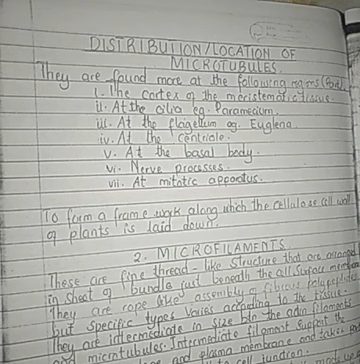 DISTRIBUTION/LOCATION OF
MICROTUBULES.
They are found more at the following
i. The cortex of the meristematic tissue.
ii. At the cilia eg. Paramecium.
iii. At the flagellum eg. Euglena.
iv. At the centriole.
v. At the basal body.
vi. Nerve processes.
vii. At mitotic apparatus.
To form a frame work along which the cellulose cell wall
of plants is laid down.
2. MICROFILAMENTS
These are fine thread-like structure that are arranged
in sheet of bundle just beneath the cell surface membrane
They are rope like assembly of fibrous polypeptides
but specific types varies according to the tissue.
They are intermediate in size btn the actin filaments
and microtubules. Intermediate filament support the
and plasma membrane and takes part
cell junction